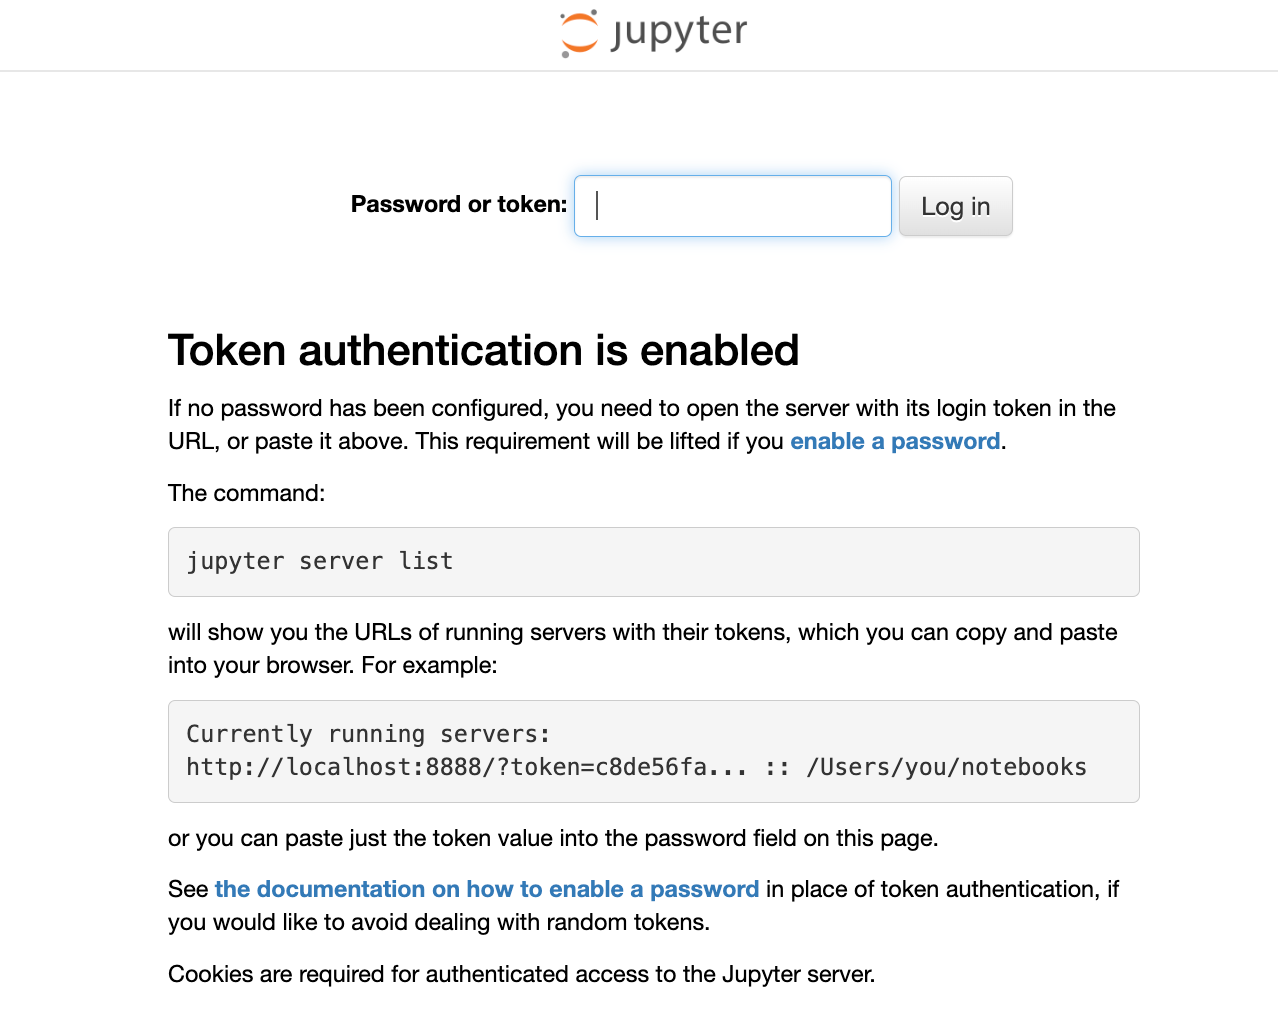 jupyter
Password or token:
Log in
Token authentication is enabled
If no password has been configured, you need to open the server with its login token in the
URL, or paste it above. This requirement will be lifted if you enable a password.
The command:
jupyter server list
will show you the URLs of running servers with their tokens, which you can copy and paste
into your browser. For example:
Currently running servers:
http://localhost:8888/?token=c8de56fa... :: /Users/you/notebooks
or you can paste just the token value into the password field on this page.
See the documentation on how to enable a password in place of token authentication, if
you would like to avoid dealing with random tokens.
Cookies are required for authenticated access to the Jupyter server.